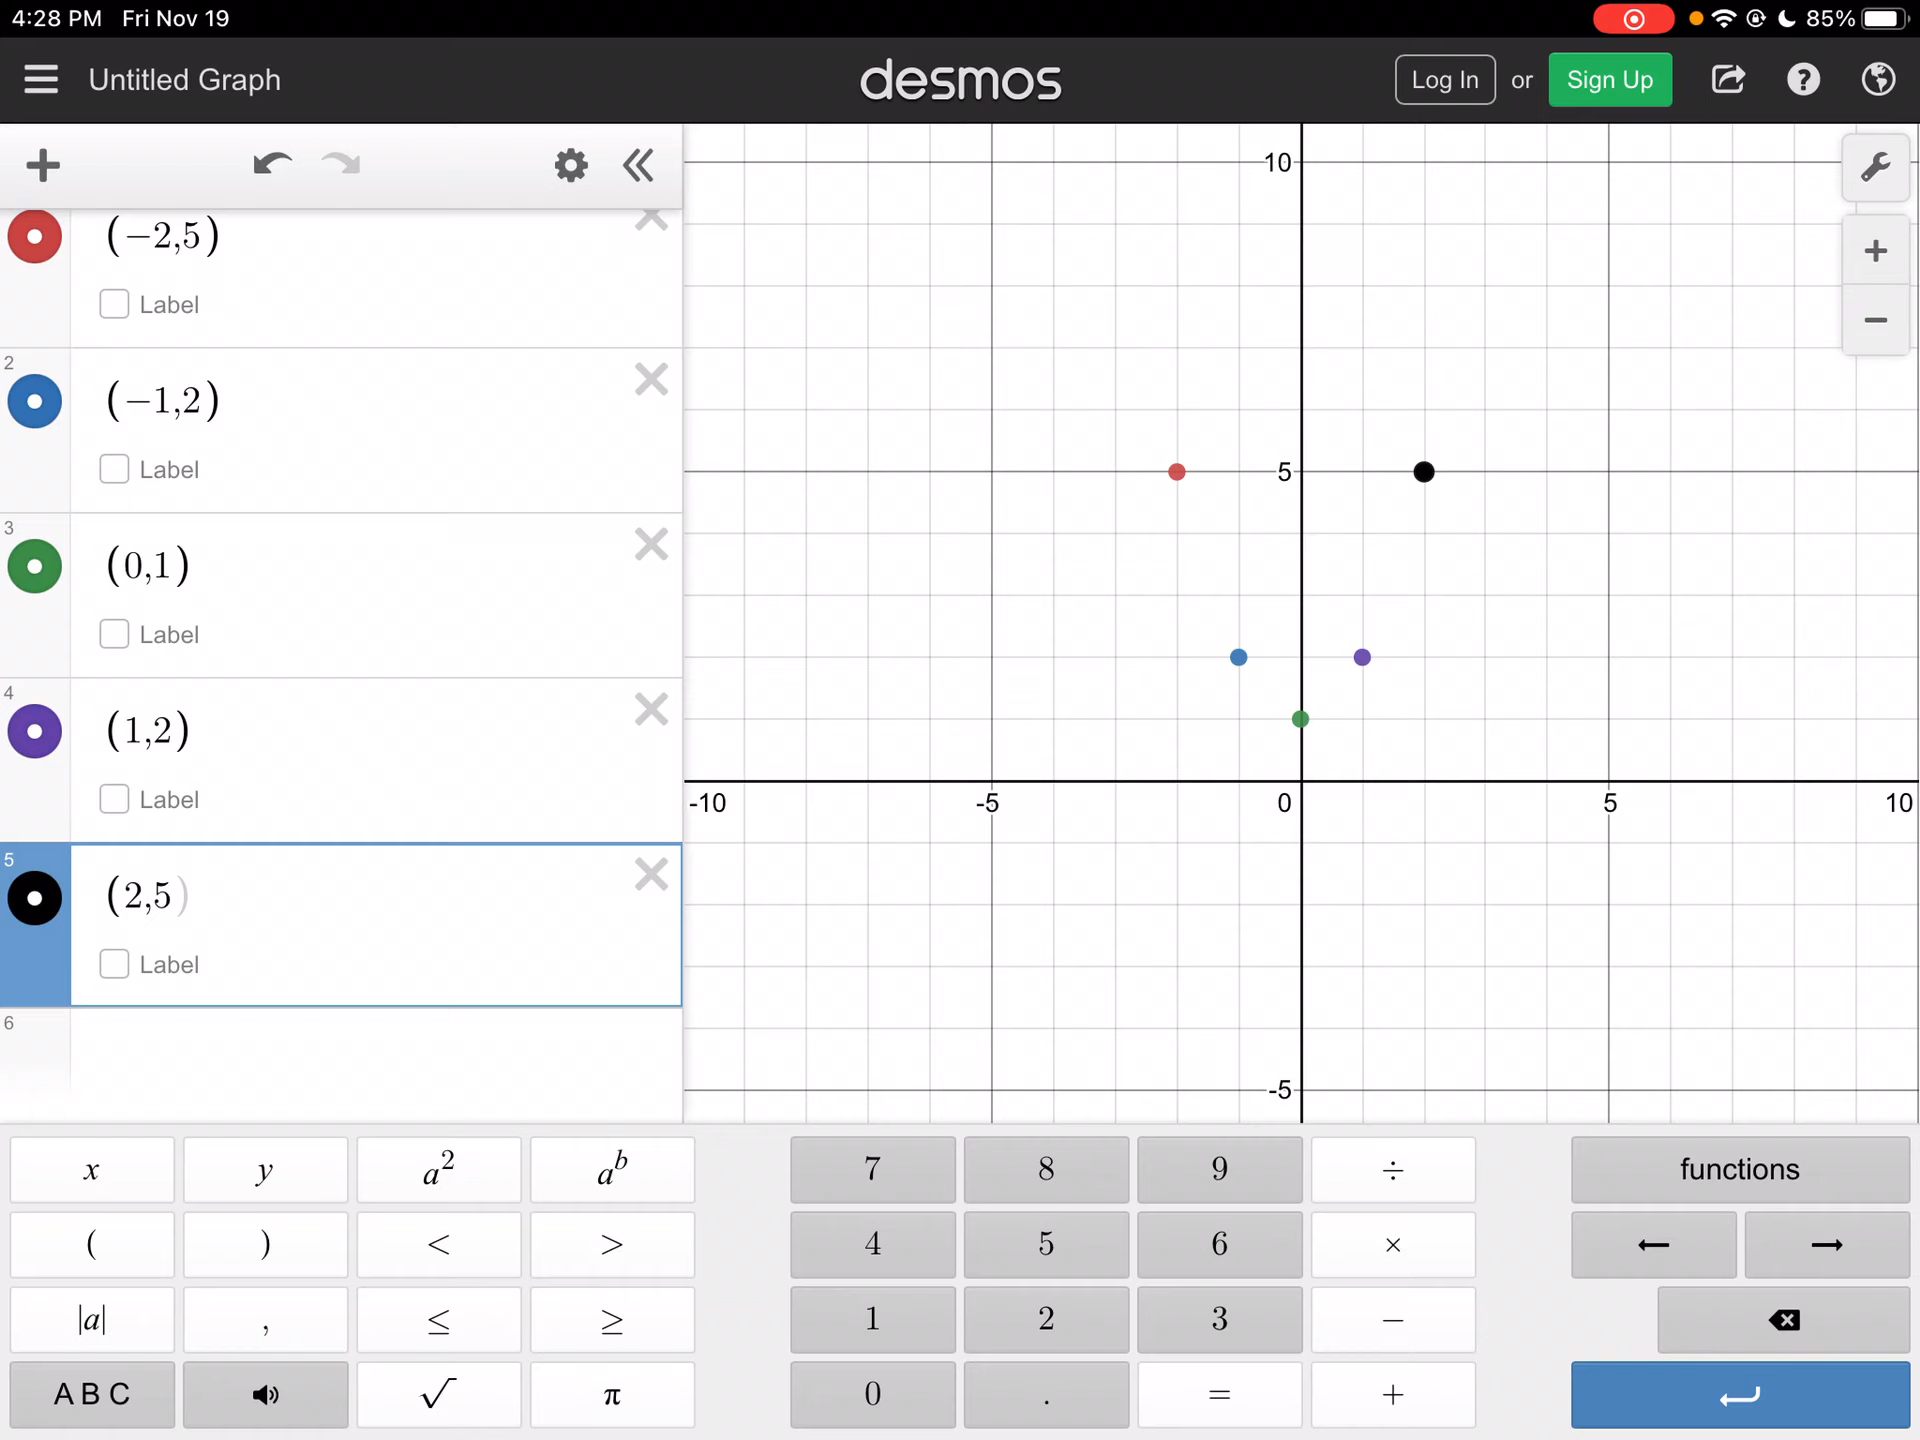 4:28 PM Fri Nov 19
85%
Untitled Graph
desmos
Log In or Sign Up
(−2,5)
Label
2
(−1,2)
Label
3
(0,1)
Label
4
(1,2)
Label
5
(2,5)
Label
6
10
5
-10 -5 0 5 10
-5
x y a² aᵇ 7 8 9 ÷ functions
( ) < > 4 5 6 × ← →
|a| , ≤ ≥ 1 2 3 −
A B C √ π 0 . = +